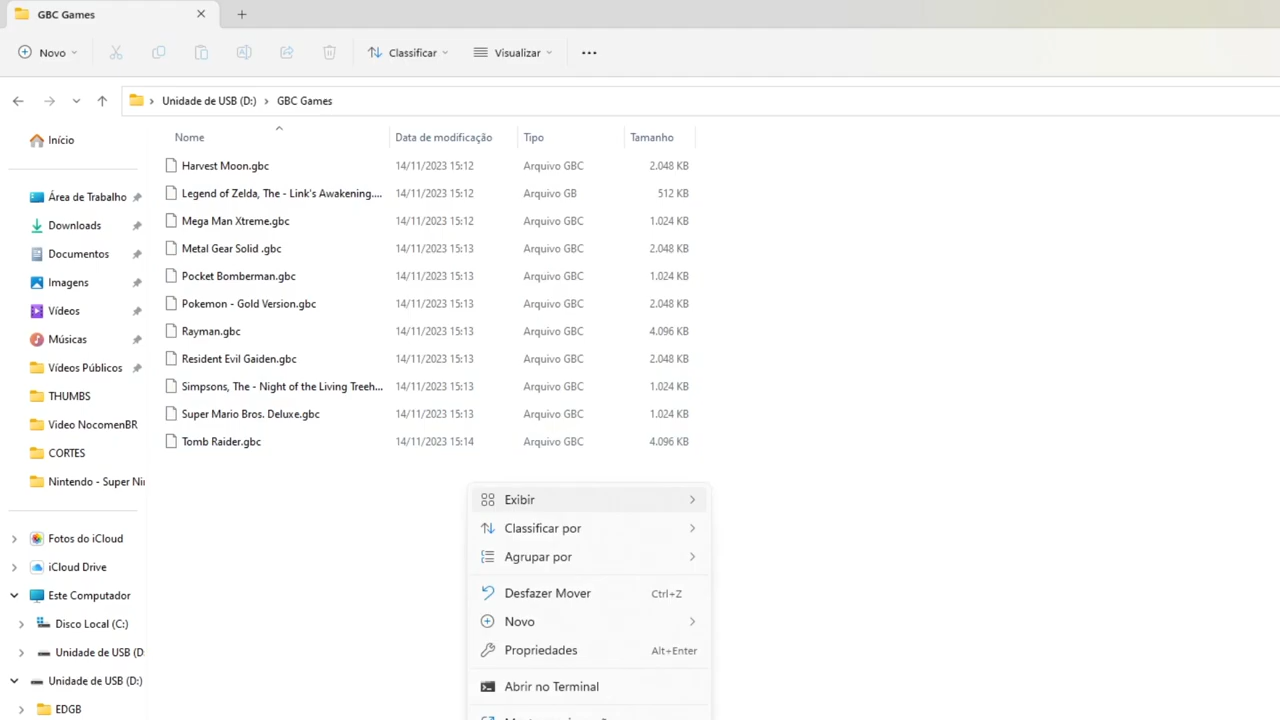 GBC Games
Novo
Classificar
Visualizar
Unidade de USB (D:) › GBC Games
Nome
Data de modificação
Tipo
Tamanho
Harvest Moon.gbc 14/11/2023 15:12 Arquivo GBC 2.048 KB
Legend of Zelda, The - Link's Awakening.... 14/11/2023 15:12 Arquivo GB 512 KB
Mega Man Xtreme.gbc 14/11/2023 15:12 Arquivo GBC 1.024 KB
Metal Gear Solid .gbc 14/11/2023 15:13 Arquivo GBC 2.048 KB
Pocket Bomberman.gbc 14/11/2023 15:13 Arquivo GBC 1.024 KB
Pokemon - Gold Version.gbc 14/11/2023 15:13 Arquivo GBC 2.048 KB
Rayman.gbc 14/11/2023 15:13 Arquivo GBC 4.096 KB
Resident Evil Gaiden.gbc 14/11/2023 15:13 Arquivo GBC 2.048 KB
Simpsons, The - Night of the Living Treeh... 14/11/2023 15:13 Arquivo GBC 1.024 KB
Super Mario Bros. Deluxe.gbc 14/11/2023 15:13 Arquivo GBC 1.024 KB
Tomb Raider.gbc 14/11/2023 15:14 Arquivo GBC 4.096 KB
Início
Área de Trabalho
Downloads
Documentos
Imagens
Vídeos
Músicas
Vídeos Públicos
THUMBS
Video NocomenBR
CORTES
Nintendo - Super Nin
Fotos do iCloud
iCloud Drive
Este Computador
Disco Local (C:)
Unidade de USB (D
Unidade de USB (D:)
EDGB
Exibir
Classificar por
Agrupar por
Desfazer Mover Ctrl+Z
Novo
Propriedades Alt+Enter
Abrir no Terminal